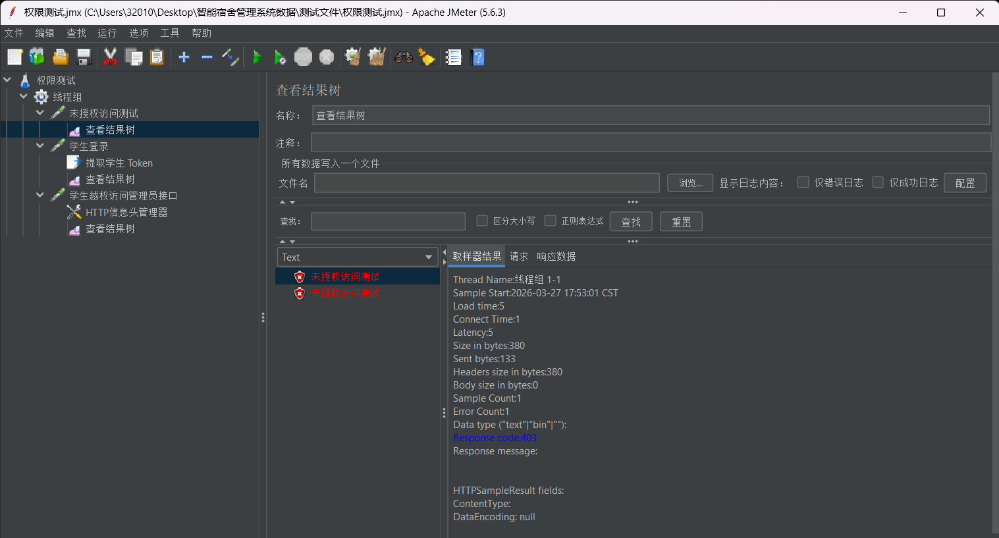 权限测试.jmx (C:\Users\32010\Desktop\智能宿舍管理系统数据\测试文件\权限测试.jmx) - Apache JMeter (5.6.3)
文件 编辑 查找 运行 选项 工具 帮助
STOP
权限测试
线程组
未授权访问测试
查看结果树
学生登录
提取学生 Token
查看结果树
学生越权访问管理员接口
HTTP信息头管理器
查看结果树
查看结果树
名称： 查看结果树
注释：
所有数据写入一个文件
文件名 浏览... 显示日志内容： 仅错误日志 仅成功日志 配置
查找： 区分大小写 正则表达式 查找 重置
Text
未授权访问测试
未授权访问测试
取样器结果 请求 响应数据
Thread Name:线程组 1-1
Sample Start:2026-03-27 17:53:01 CST
Load time:5
Connect Time:1
Latency:5
Size in bytes:380
Sent bytes:133
Headers size in bytes:380
Body size in bytes:0
Sample Count:1
Error Count:1
Data type ("text"|"bin"|""):
Response code:403
Response message:
HTTPSampleResult fields:
ContentType:
DataEncoding: null